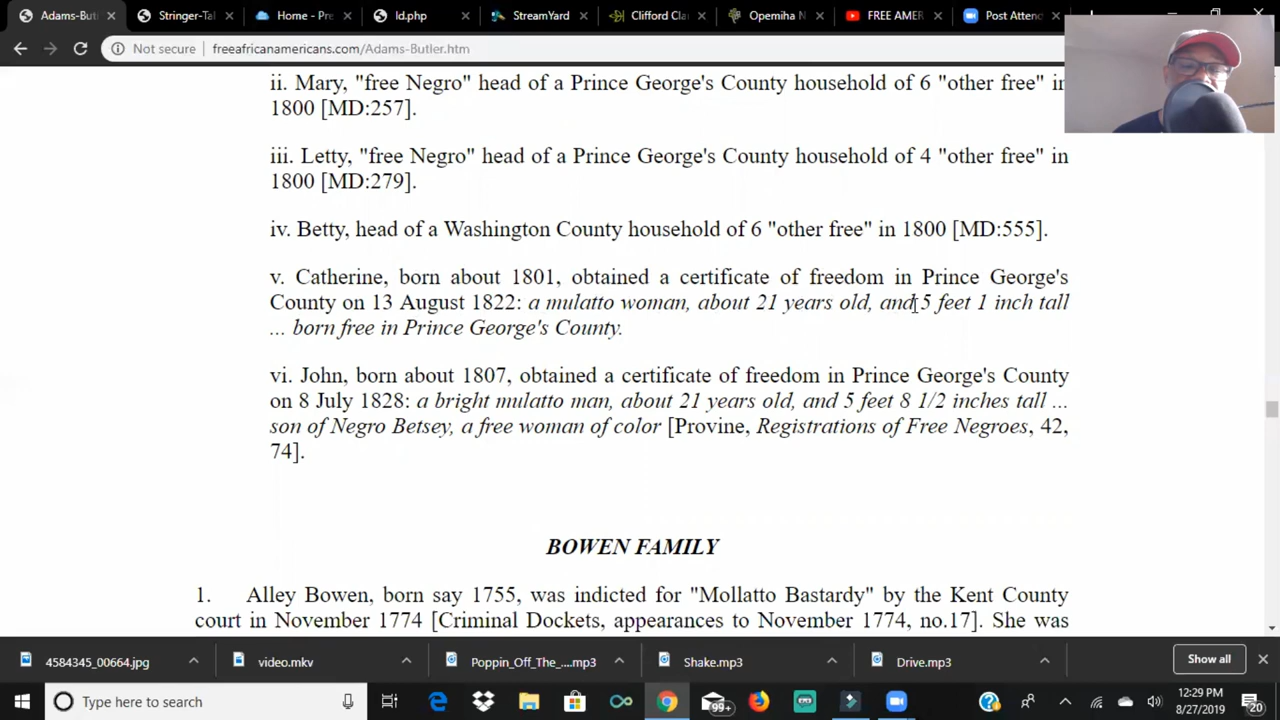 Adams-But
Stringer-Tal
Home - Pre
ld.php
StreamYard
Clifford Cla
Opemiha N
FREE AMER
Post Attend
Not secure | freeafricanamericans.com/Adams-Butler.htm
ii. Mary, "free Negro" head of a Prince George's County household of 6 "other free" in
1800 [MD:257].
iii. Letty, "free Negro" head of a Prince George's County household of 4 "other free" in
1800 [MD:279].
iv. Betty, head of a Washington County household of 6 "other free" in 1800 [MD:555].
v. Catherine, born about 1801, obtained a certificate of freedom in Prince George's
County on 13 August 1822: a mulatto woman, about 21 years old, and 5 feet 1 inch tall
... born free in Prince George's County.
vi. John, born about 1807, obtained a certificate of freedom in Prince George's County
on 8 July 1828: a bright mulatto man, about 21 years old, and 5 feet 8 1/2 inches tall ...
son of Negro Betsey, a free woman of color [Provine, Registrations of Free Negroes, 42,
74].
BOWEN FAMILY
1. Alley Bowen, born say 1755, was indicted for "Mollatto Bastardy" by the Kent County
court in November 1774 [Criminal Dockets, appearances to November 1774, no.17]. She was
4584345_00664.jpg
video.mkv
Poppin_Off_The_....mp3
Shake.mp3
Drive.mp3
Show all
Type here to search
99+
12:29 PM
8/27/2019
20